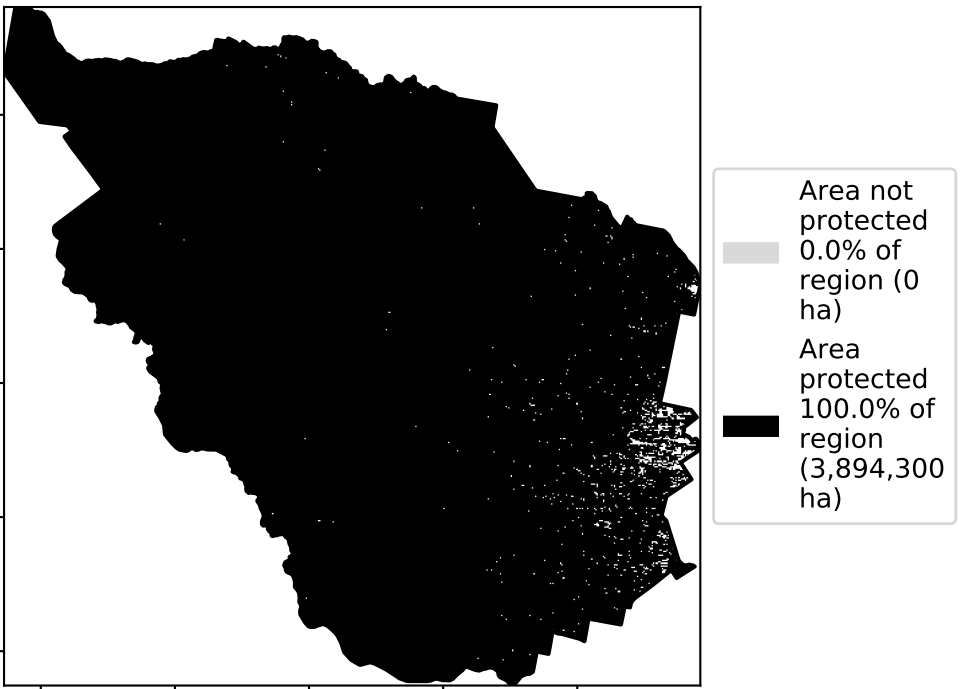 Area not
protected
0.0% of
region (0
ha)
Area
protected
100.0% of
region
(3,894,300
ha)